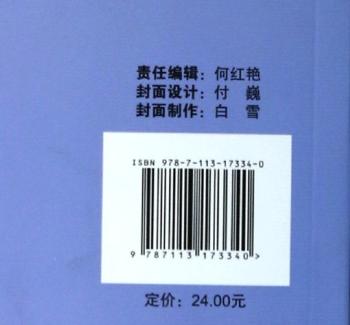 责任编辑：何红艳
封面设计：付 巍
封面制作：白 雪
ISBN 978-7-113-17334-0
9 787113 173340>
定价：24.00元